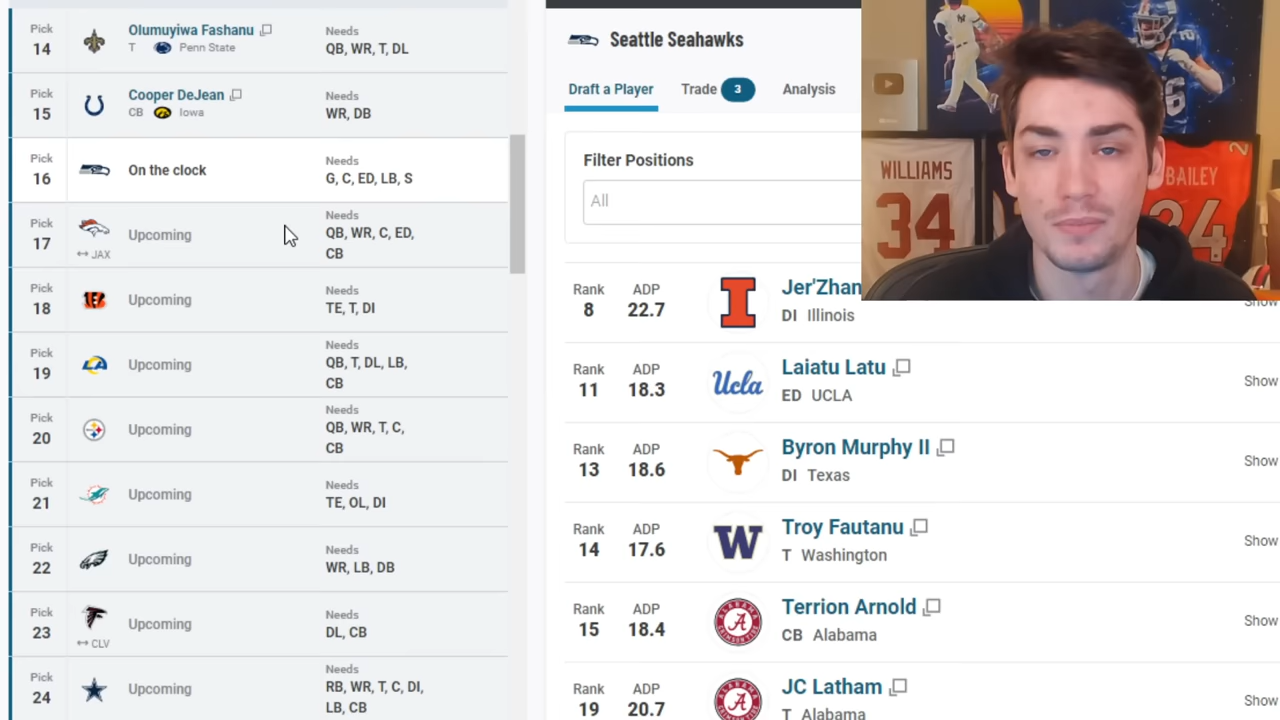 Pick
14
Olumuyiwa Fashanu
T Penn State
Needs
QB, WR, T, DL
Pick
15
Cooper DeJean
CB Iowa
Needs
WR, DB
Pick
16
On the clock
Needs
G, C, ED, LB, S
Pick
17
↔ JAX
Upcoming
Needs
QB, WR, C, ED,
CB
Pick
18
Upcoming
Needs
TE, T, DI
Pick
19
Upcoming
Needs
QB, T, DL, LB,
CB
Pick
20
Upcoming
Needs
QB, WR, T, C,
CB
Pick
21
Upcoming
Needs
TE, OL, DI
Pick
22
Upcoming
Needs
WR, LB, DB
Pick
23
↔ CLV
Upcoming
Needs
DL, CB
Pick
24
Upcoming
Needs
RB, WR, T, C, DI,
LB, CB
Seattle Seahawks
Draft a Player
Trade 3
Analysis
Filter Positions
All
Rank
8
ADP
22.7
Jer'Zhan
DI Illinois
Show
Rank
11
ADP
18.3
Ucla
Laiatu Latu
ED UCLA
Show
Rank
13
ADP
18.6
Byron Murphy II
DI Texas
Show
Rank
14
ADP
17.6
W
Troy Fautanu
T Washington
Show
Rank
15
ADP
18.4
Terrion Arnold
CB Alabama
Show
Rank
19
ADP
20.7
JC Latham
T Alabama
Show
WILLIAMS
34
BAILEY
24